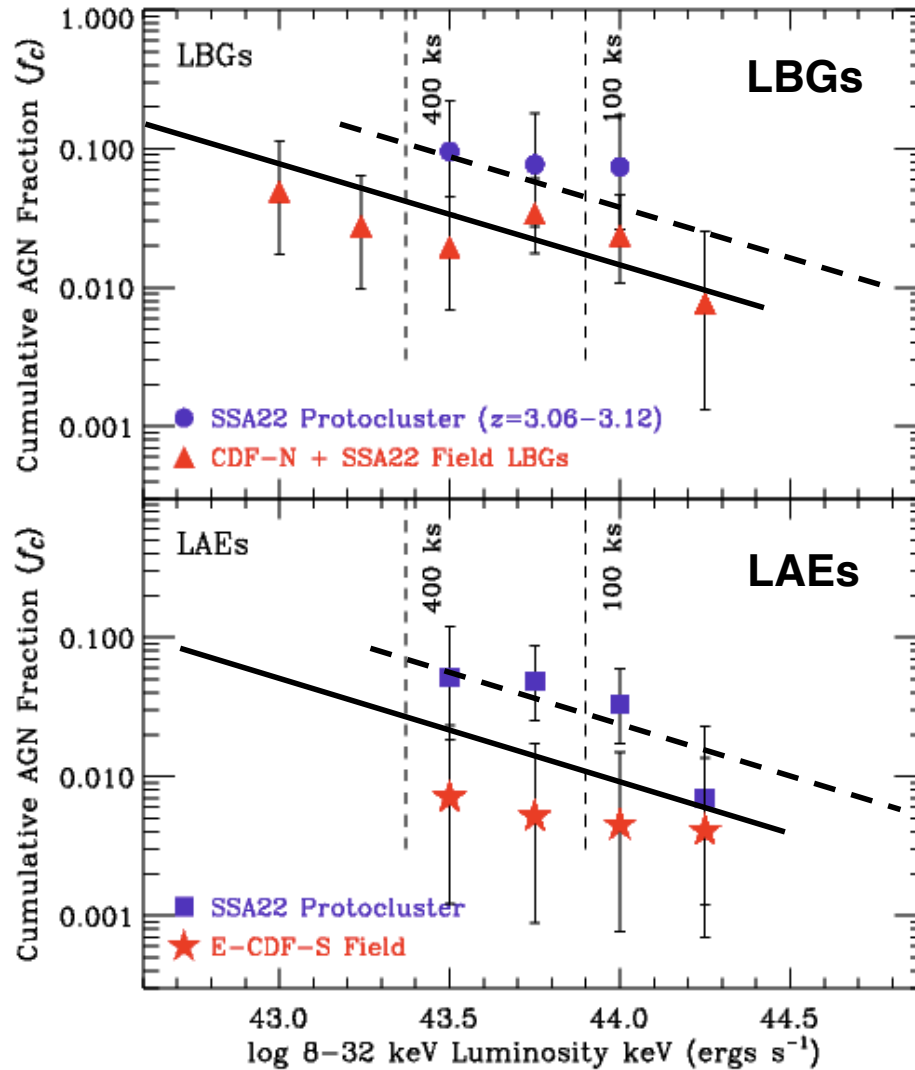 1.000
LBGs
400 ks
100 ks
LBGs
0.100
0.010
0.001
Cumulative AGN Fraction (fc)
SSA22 Protocluster (z=3.06−3.12)
CDF-N + SSA22 Field LBGs
LAEs
400 ks
100 ks
LAEs
0.100
0.010
0.001
Cumulative AGN Fraction (fc)
SSA22 Protocluster
E-CDF-S Field
43.0 43.5 44.0 44.5
log 8-32 keV Luminosity keV (ergs s⁻¹)